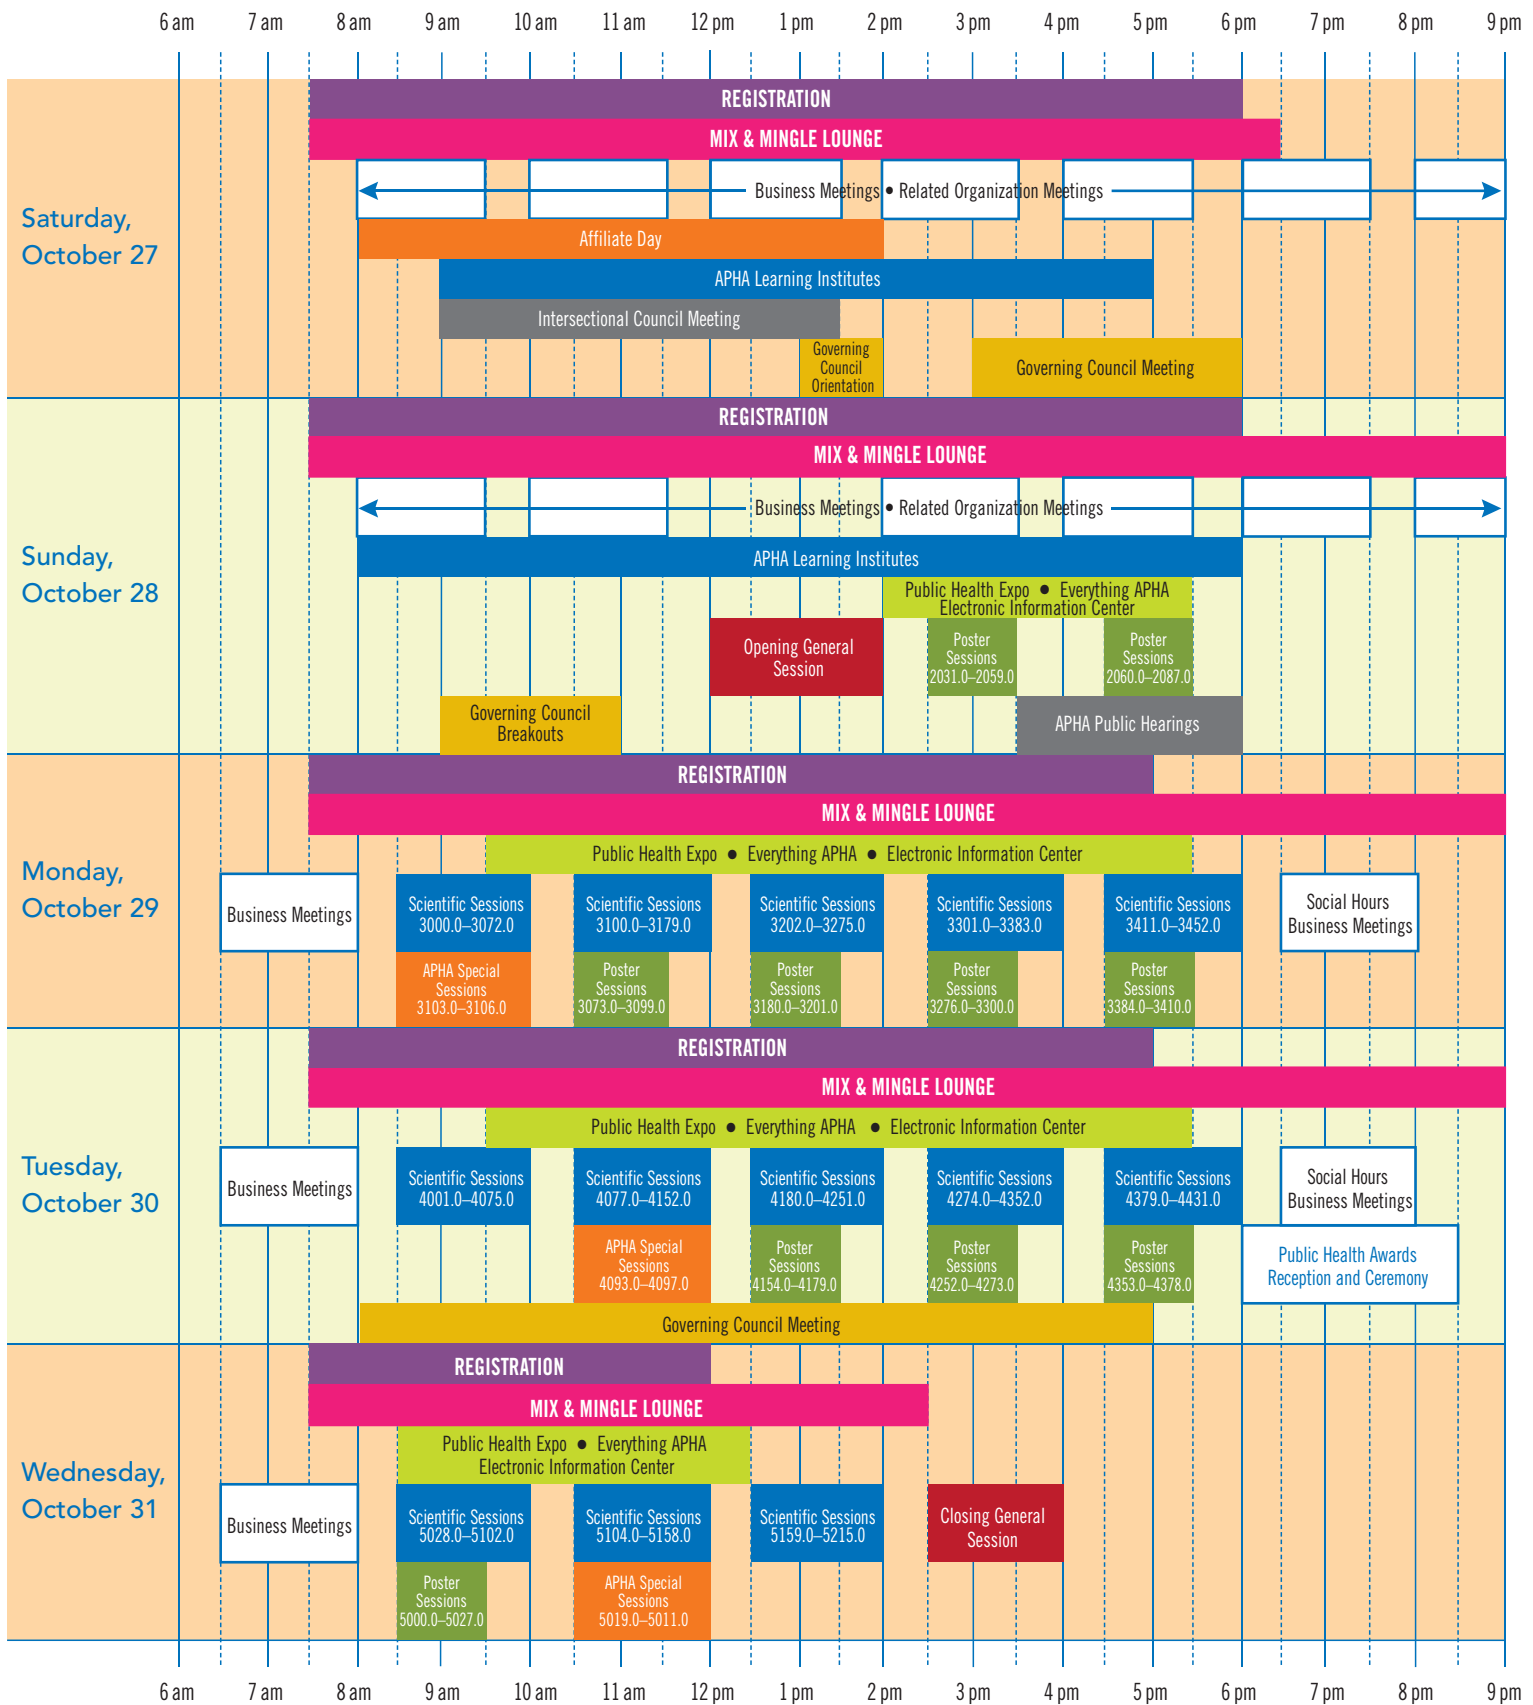 6 am 7 am 8 am 9 am 10 am 11 am 12 pm 1 pm 2 pm 3 pm 4 pm 5 pm 6 pm 7 pm 8 pm 9 pm
Saturday,
October 27
REGISTRATION
MIX & MINGLE LOUNGE
Business Meetings • Related Organization Meetings
Affiliate Day
APHA Learning Institutes
Intersectional Council Meeting
Governing
Council
Orientation
Governing Council Meeting
Sunday,
October 28
REGISTRATION
MIX & MINGLE LOUNGE
Business Meetings • Related Organization Meetings
APHA Learning Institutes
Public Health Expo • Everything APHA
Electronic Information Center
Opening General
Session
Poster
Sessions
2031.0–2059.0
Poster
Sessions
2060.0–2087.0
Governing Council
Breakouts
APHA Public Hearings
Monday,
October 29
REGISTRATION
MIX & MINGLE LOUNGE
Public Health Expo • Everything APHA • Electronic Information Center
Business Meetings
Scientific Sessions
3000.0–3072.0
Scientific Sessions
3100.0–3179.0
Scientific Sessions
3202.0–3275.0
Scientific Sessions
3301.0–3383.0
Scientific Sessions
3411.0–3452.0
Social Hours
Business Meetings
APHA Special
Sessions
3103.0–3106.0
Poster
Sessions
3073.0–3099.0
Poster
Sessions
3180.0–3201.0
Poster
Sessions
3276.0–3300.0
Poster
Sessions
3384.0–3410.0
Tuesday,
October 30
REGISTRATION
MIX & MINGLE LOUNGE
Public Health Expo • Everything APHA • Electronic Information Center
Business Meetings
Scientific Sessions
4001.0–4075.0
Scientific Sessions
4077.0–4152.0
Scientific Sessions
4180.0–4251.0
Scientific Sessions
4274.0–4352.0
Scientific Sessions
4379.0–4431.0
Social Hours
Business Meetings
APHA Special
Sessions
4093.0–4097.0
Poster
Sessions
4154.0–4179.0
Poster
Sessions
4252.0–4273.0
Poster
Sessions
4353.0–4378.0
Public Health Awards
Reception and Ceremony
Governing Council Meeting
Wednesday,
October 31
REGISTRATION
MIX & MINGLE LOUNGE
Public Health Expo • Everything APHA
Electronic Information Center
Business Meetings
Scientific Sessions
5028.0–5102.0
Scientific Sessions
5104.0–5158.0
Scientific Sessions
5159.0–5215.0
Closing General
Session
Poster
Sessions
5000.0–5027.0
APHA Special
Sessions
5019.0–5011.0
6 am 7 am 8 am 9 am 10 am 11 am 12 pm 1 pm 2 pm 3 pm 4 pm 5 pm 6 pm 7 pm 8 pm 9 pm